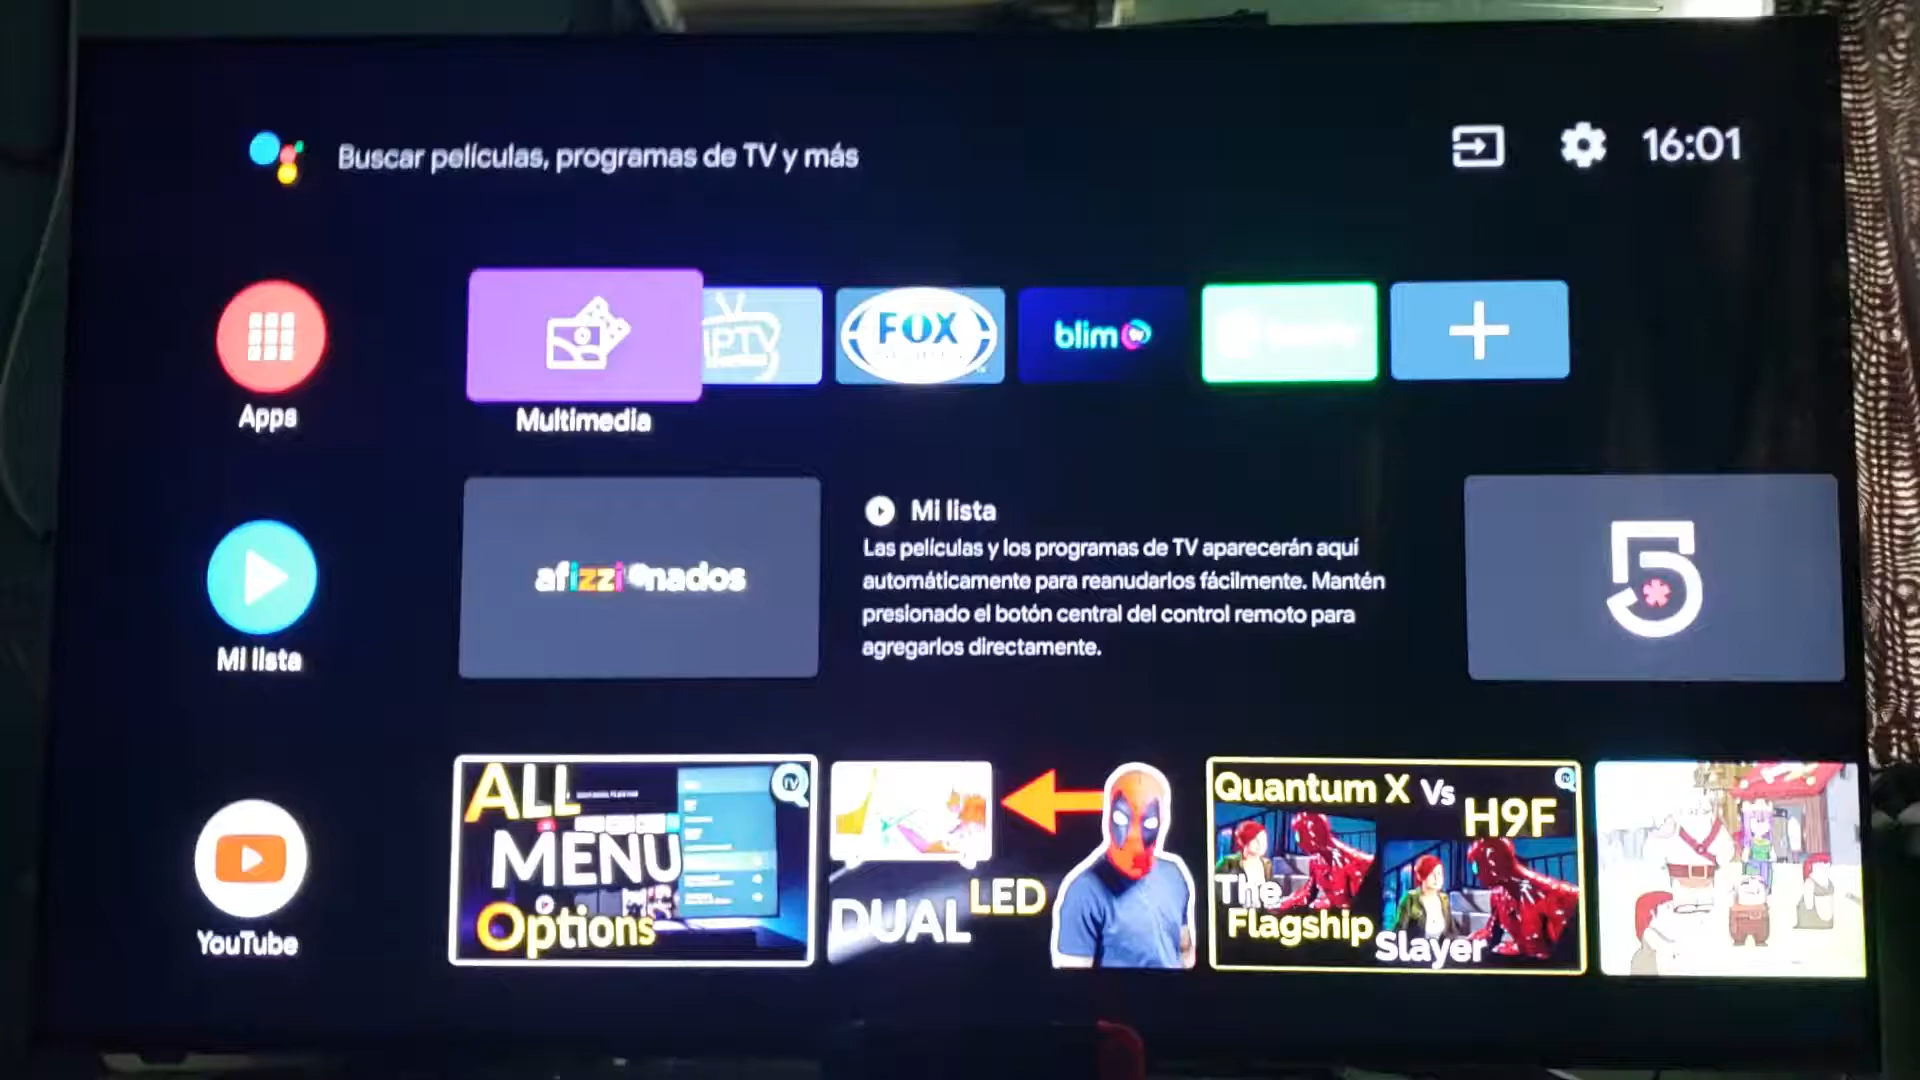 Buscar películas, programas de TV y más
16:01
Apps
IPTV
FOX
blim
Multimedia
afizzionados
Mi lista
Las películas y los programas de TV aparecerán aquí
automáticamente para reanudarlos fácilmente. Mantén
presionado el botón central del control remoto para
agregarlos directamente.
5
Mi lista
ALL
MENU
Options
DUAL
LED
Quantum X Vs
H9F
The
Flagship
Slayer
YouTube